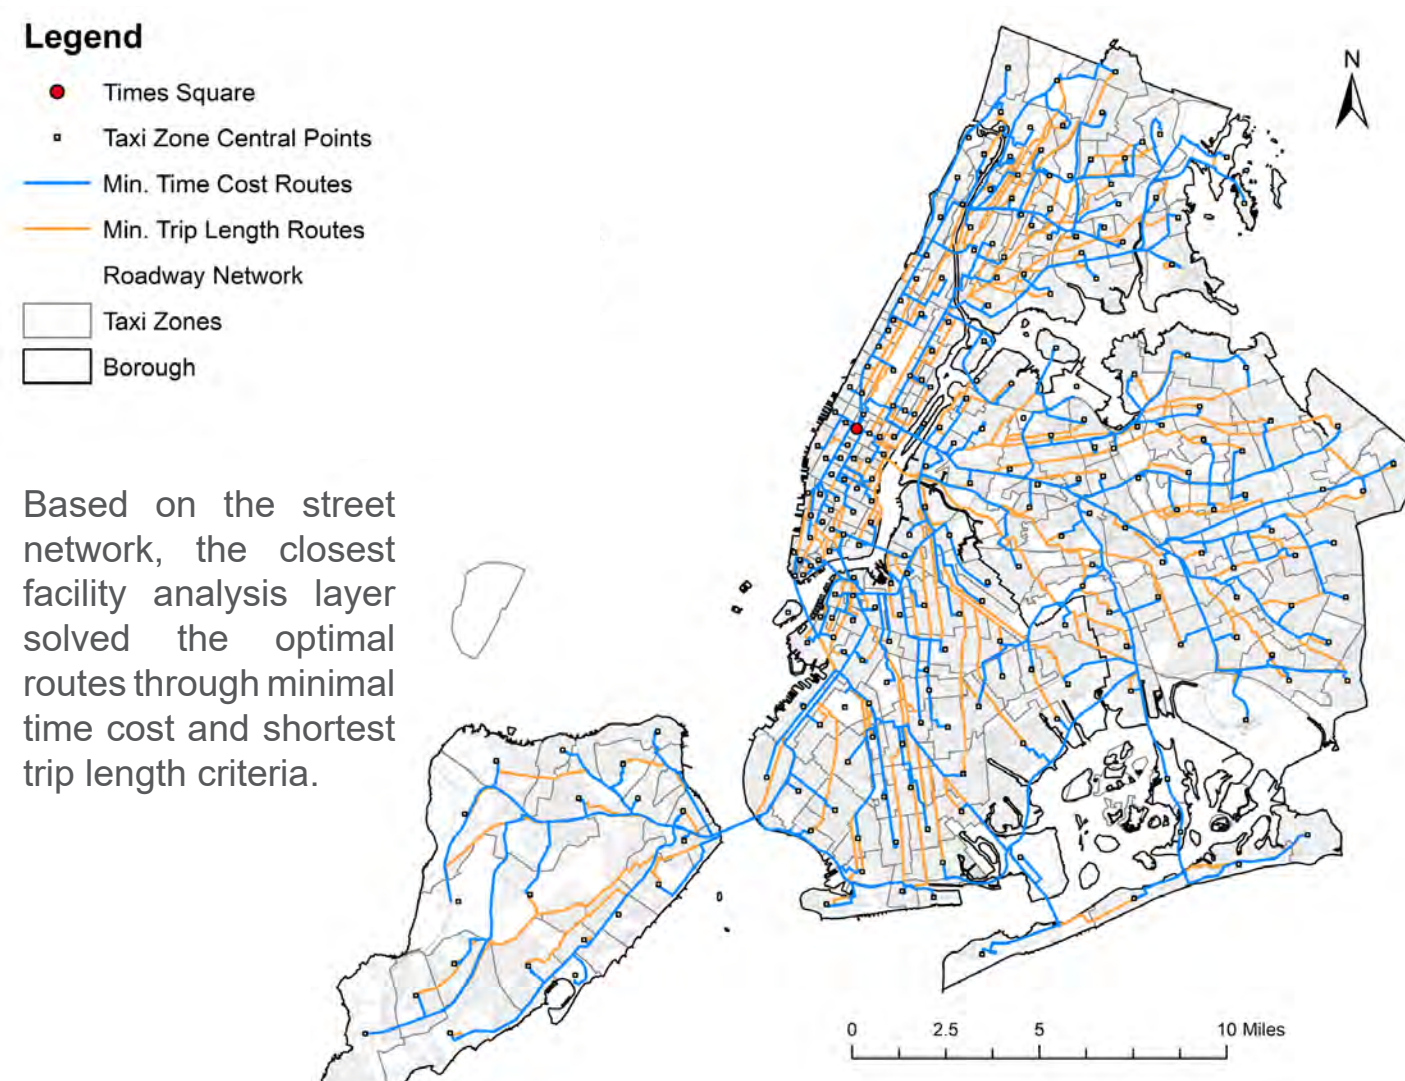 Legend
Times Square
Taxi Zone Central Points
Min. Time Cost Routes
Min. Trip Length Routes
Roadway Network
Taxi Zones
Borough
N
Based on the street
network, the closest
facility analysis layer
solved the optimal
routes through minimal
time cost and shortest
trip length criteria.
0 2.5 5 10 Miles